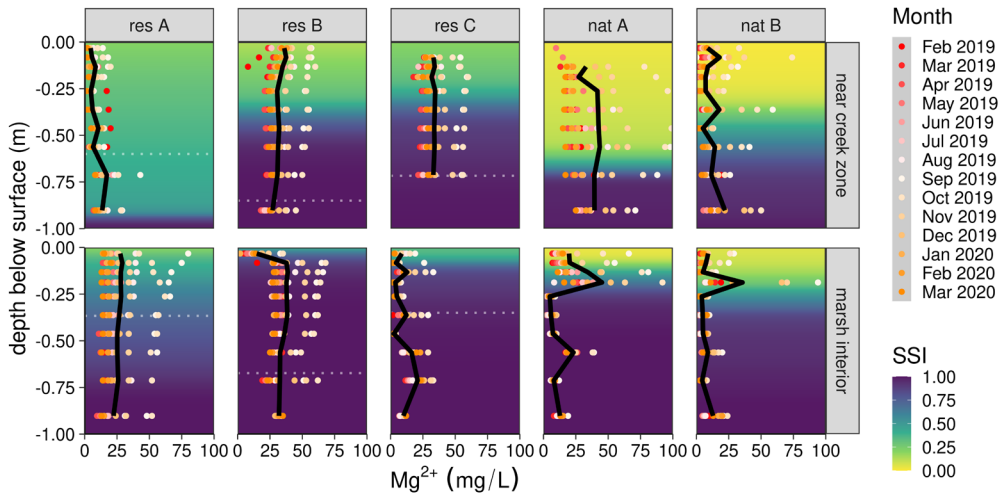 res A
res B
res C
nat A
nat B
Month
0.00
-0.25
-0.50
-0.75
-1.00
near creek zone
Feb 2019
Mar 2019
Apr 2019
May 2019
Jun 2019
Jul 2019
Aug 2019
Sep 2019
Oct 2019
Nov 2019
Dec 2019
Jan 2020
Feb 2020
Mar 2020
depth below surface (m)
0.00
-0.25
-0.50
-0.75
-1.00
marsh interior
SSI
1.00
0.75
0.50
0.25
0.00
0 25 50 75 100
0 25 50 75 100
0 25 50 75 100
0 25 50 75 100
0 25 50 75 100
Mg²⁺ (mg/L)